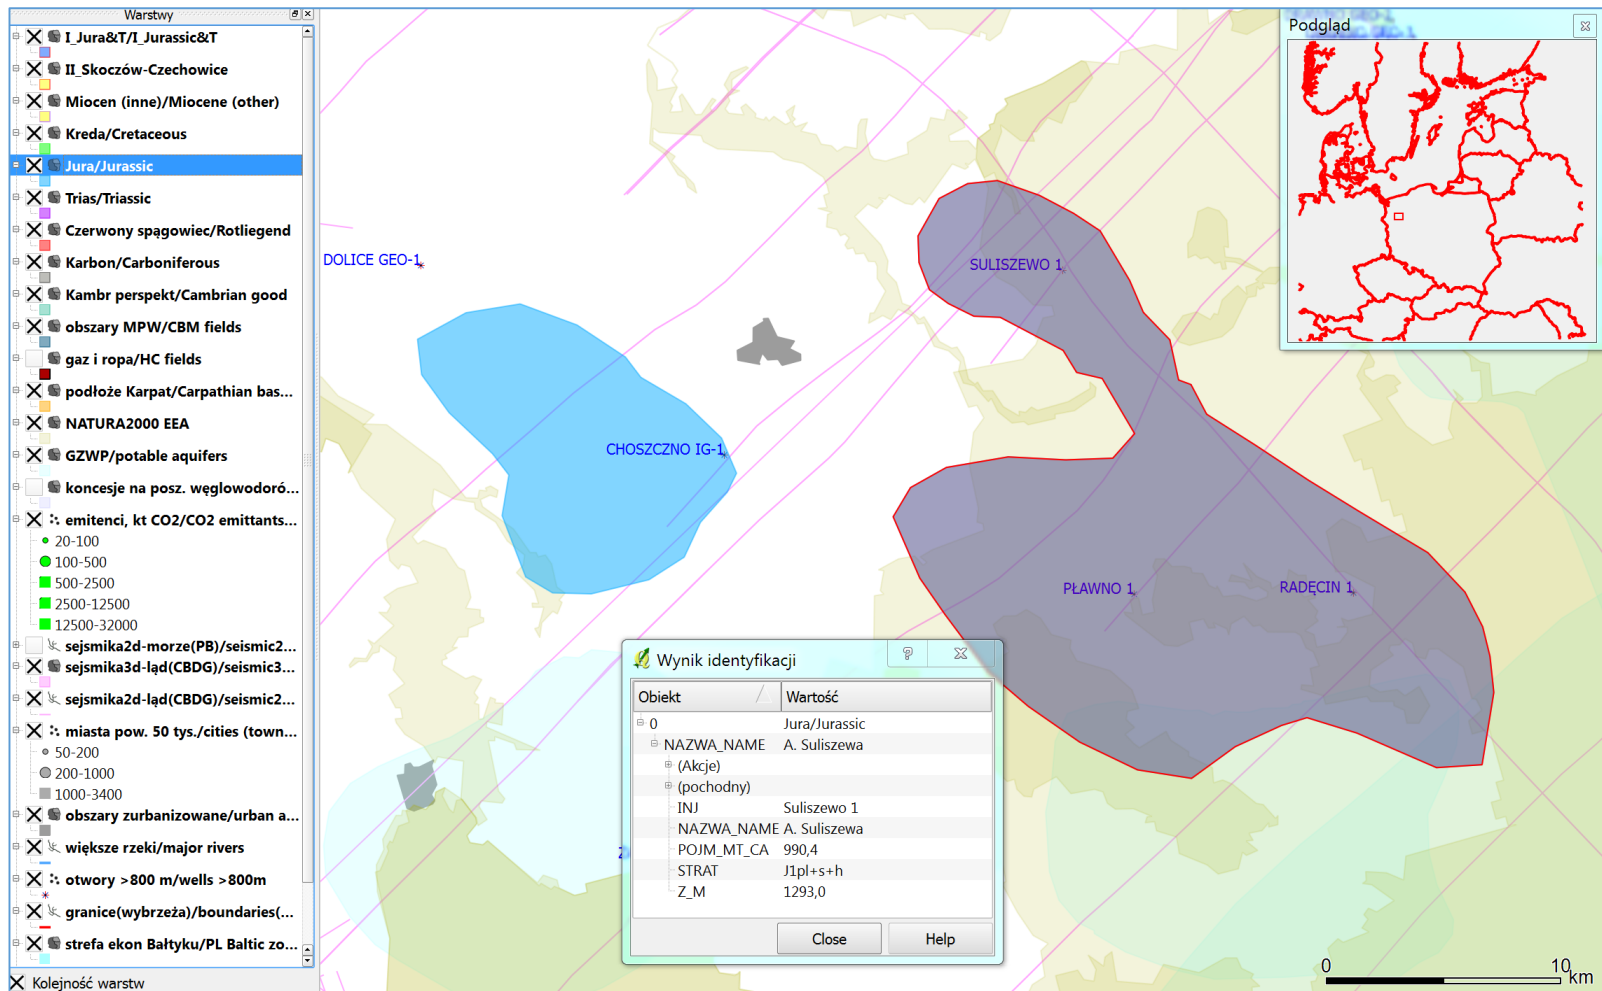 Warstwy
I_Jura&T/I_Jurassic&T
II_Skoczów-Czechowice
Miocen (inne)/Miocene (other)
Kreda/Cretaceous
Jura/Jurassic
Trias/Triassic
Czerwony spągowiec/Rotliegend
Karbon/Carboniferous
Kambr perspekt/Cambrian good
obszary MPW/CBM fields
gaz i ropa/HC fields
podłoże Karpat/Carpathian bas...
NATURA2000 EEA
GZWP/potable aquifers
koncesje na posz. węglowodoró...
emitenci, kt CO2/CO2 emittants...
20-100
100-500
500-2500
2500-12500
12500-32000
sejsmika2d-morze(PB)/seismic2...
sejsmika3d-ląd(CBDG)/seismic3...
sejsmika2d-ląd(CBDG)/seismic2...
miasta pow. 50 tys./cities (town...
50-200
200-1000
1000-3400
obszary zurbanizowane/urban a...
większe rzeki/major rivers
otwory >800 m/wells >800m
granice(wybrzeża)/boundaries(...
strefa ekon Bałtyku/PL Baltic zo...
Kolejność warstw
DOLICE GEO-1
SULISZEWO 1
CHOSZCZNO IG-1
PŁAWNO 1
RADĘCIN 1
Podgląd
Wynik identyfikacji
Obiekt Wartość
0 Jura/Jurassic
NAZWA_NAME A. Suliszewa
(Akcje)
(pochodny)
INJ Suliszewo 1
NAZWA_NAME A. Suliszewa
POJM_MT_CA 990,4
STRAT J1pl+s+h
Z_M 1293,0
Close Help
0 10 km